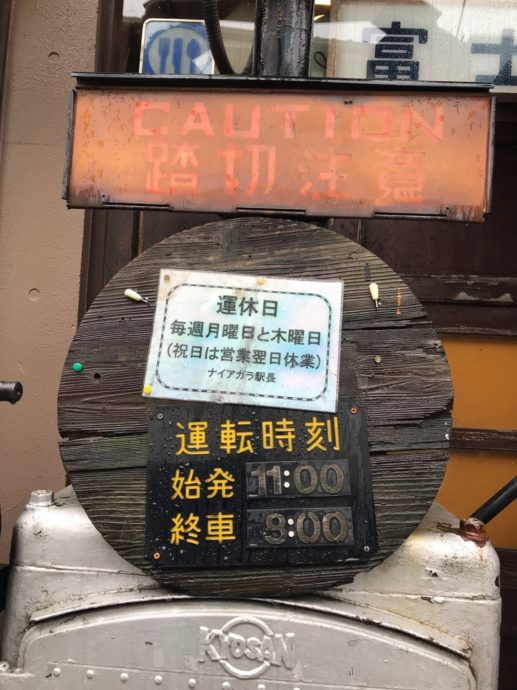 富士
CAUTION
踏切注意
運休日
毎週月曜日と木曜日
(祝日は営業翌日休業)
ナイアガラ駅長
運転時刻
始発 11:00
終車 8:00
KYOSAN